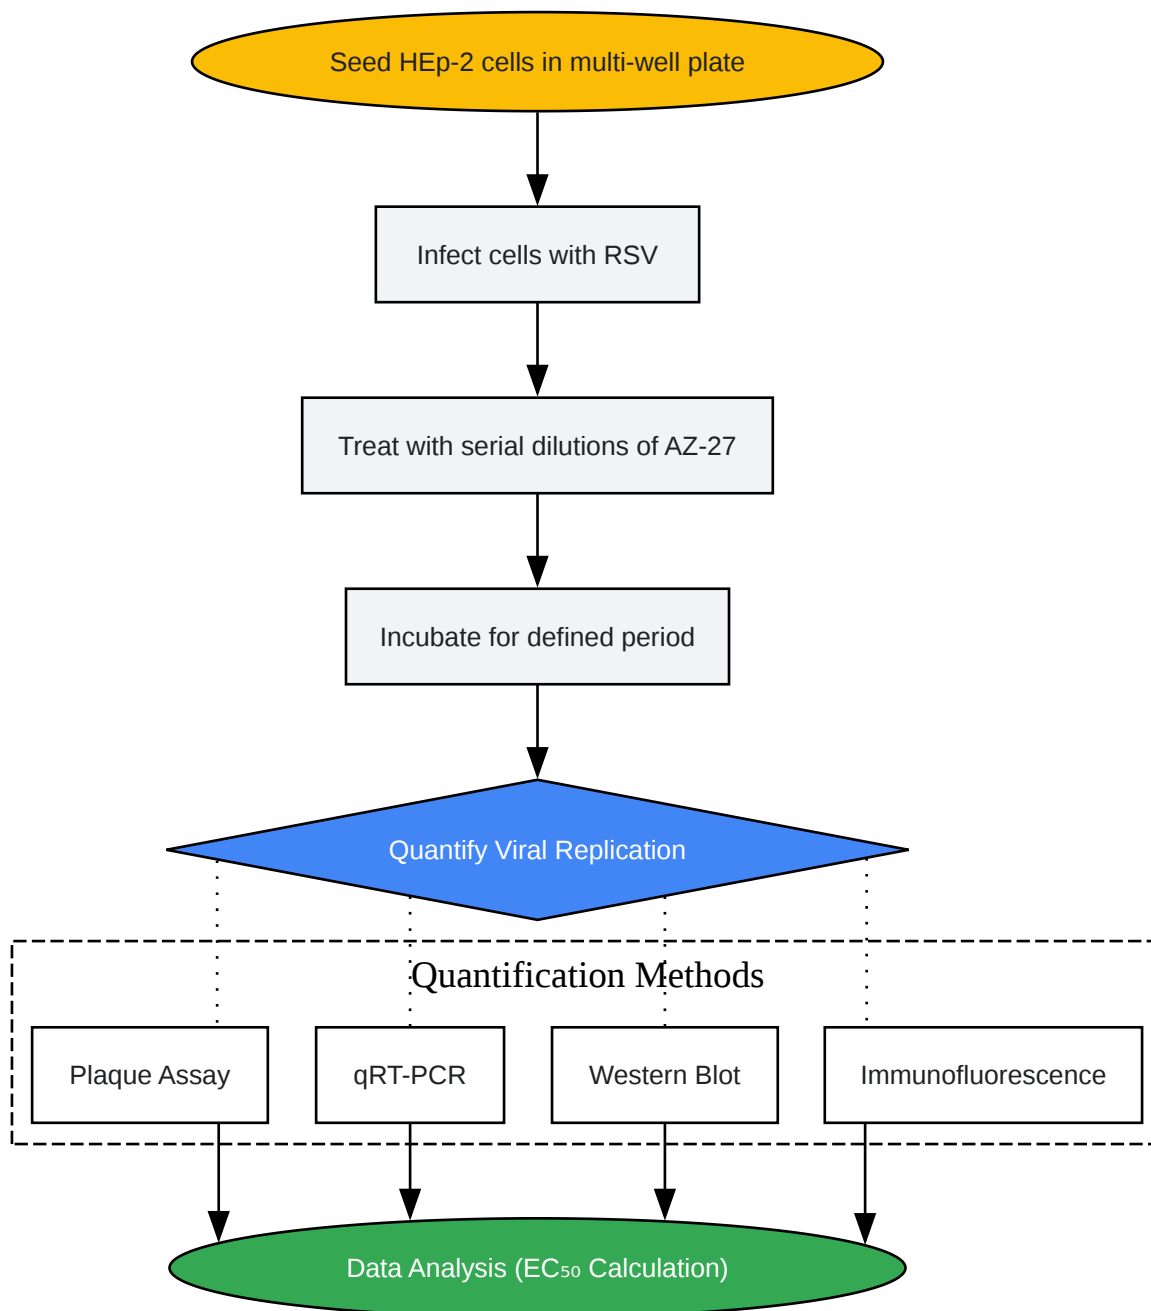 Seed HEp-2 cells in multi-well plate
Infect cells with RSV
Treat with serial dilutions of AZ-27
Incubate for defined period
Quantify Viral Replication
Quantification Methods
Plaque Assay
qRT-PCR
Western Blot
Immunofluorescence
Data Analysis (EC₅₀ Calculation)